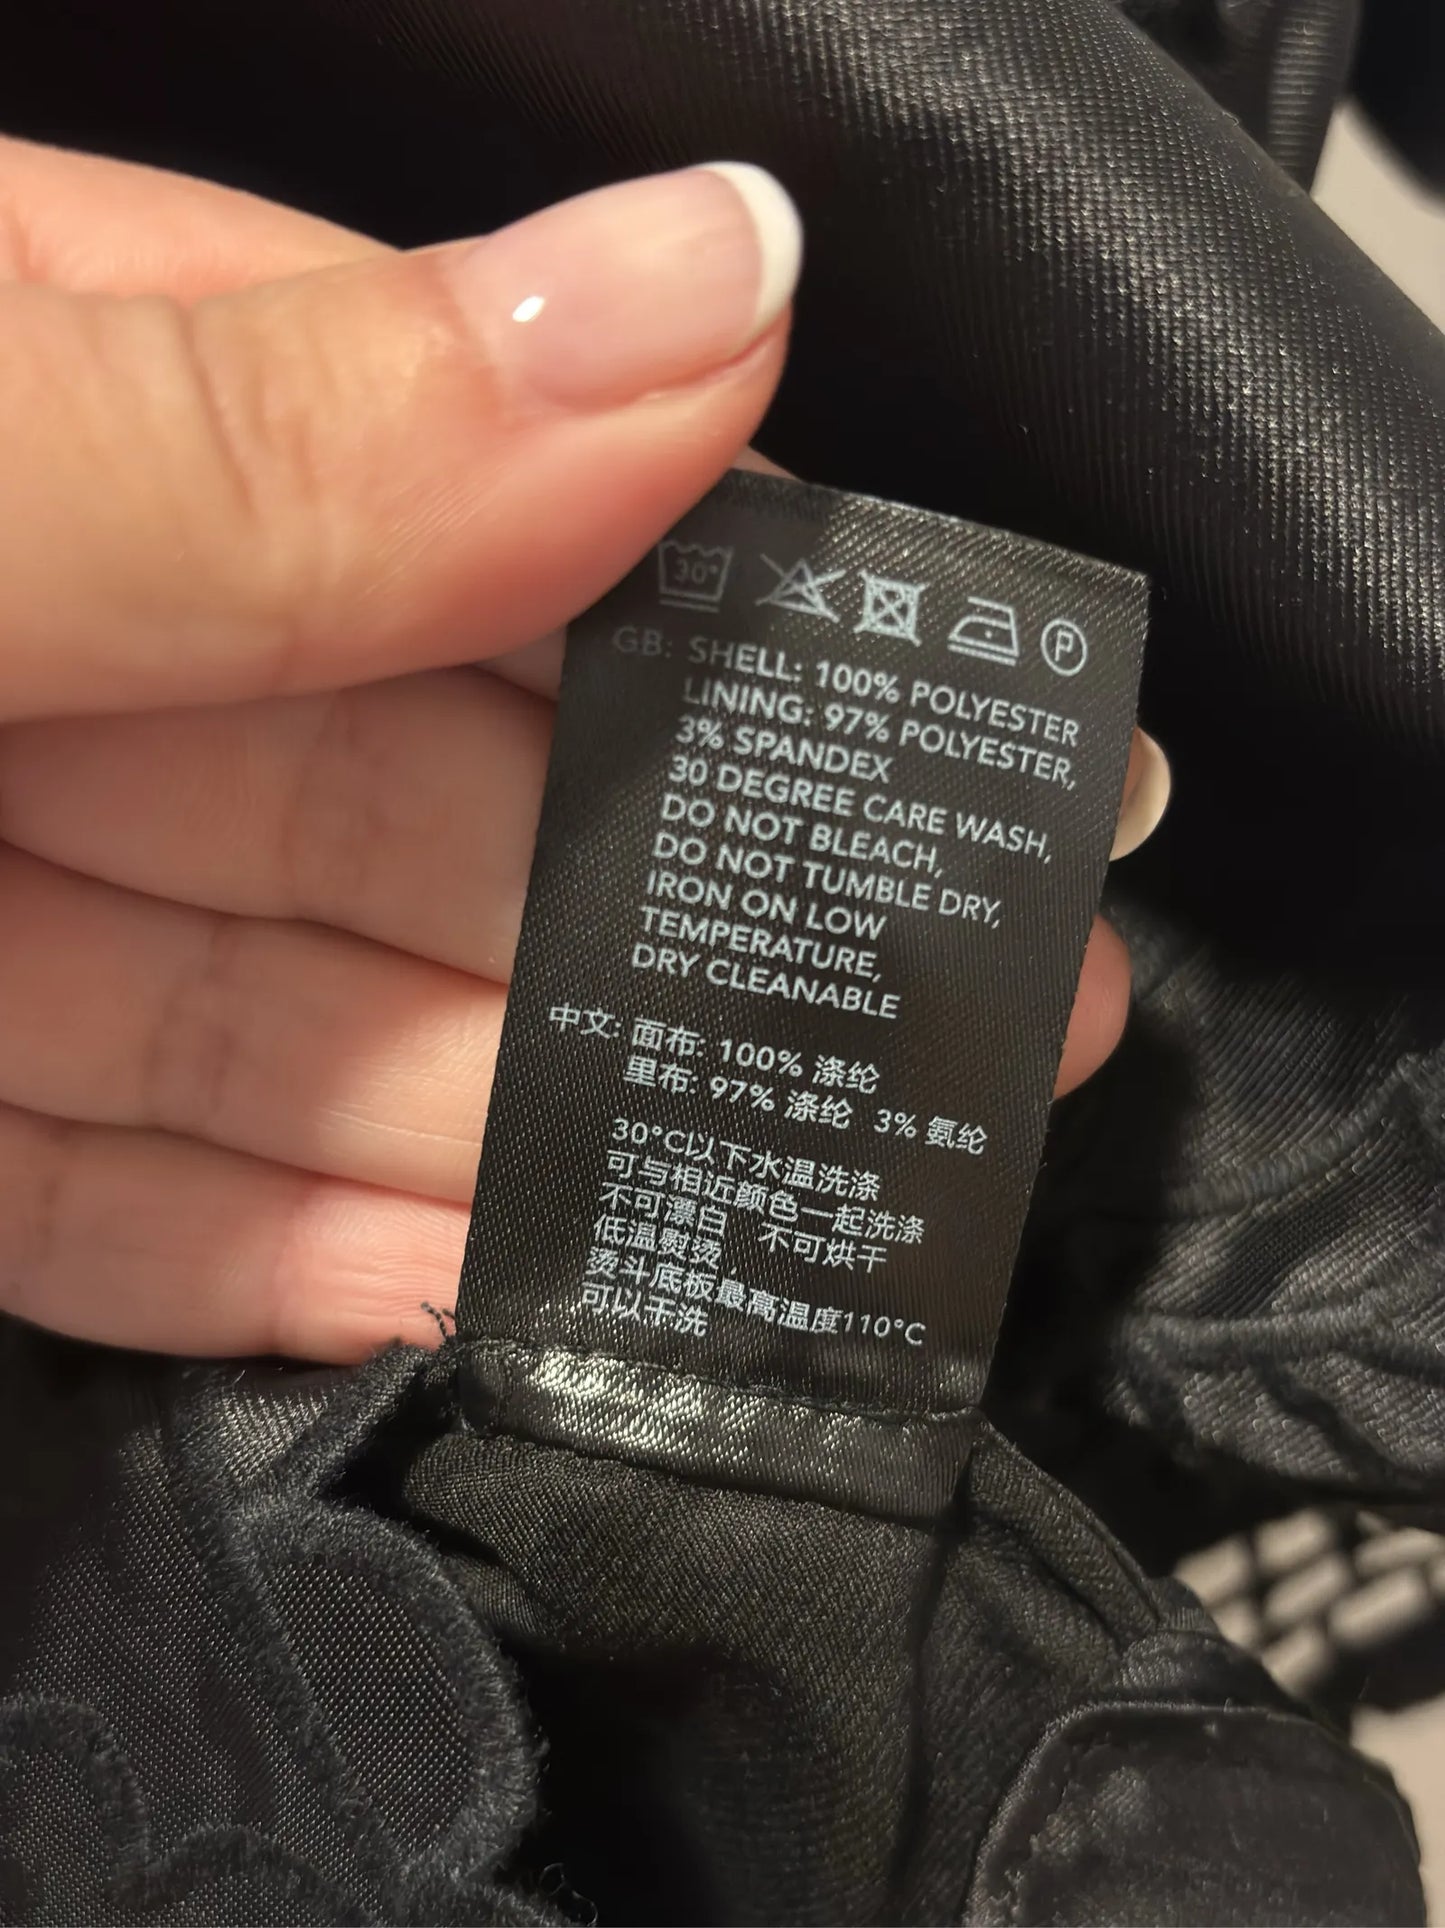 30°
P
GB: SHELL: 100% POLYESTER
LINING: 97% POLYESTER,
3% SPANDEX
30 DEGREE CARE WASH,
DO NOT BLEACH,
DO NOT TUMBLE DRY,
IRON ON LOW
TEMPERATURE,
DRY CLEANABLE
中文: 面布: 100% 涤纶
里布: 97% 涤纶 3% 氨纶
30°C以下水温洗涤
可与相近颜色一起洗涤
不可漂白 不可烘干
低温熨烫,
熨斗底板最高温度110°C
可以干洗